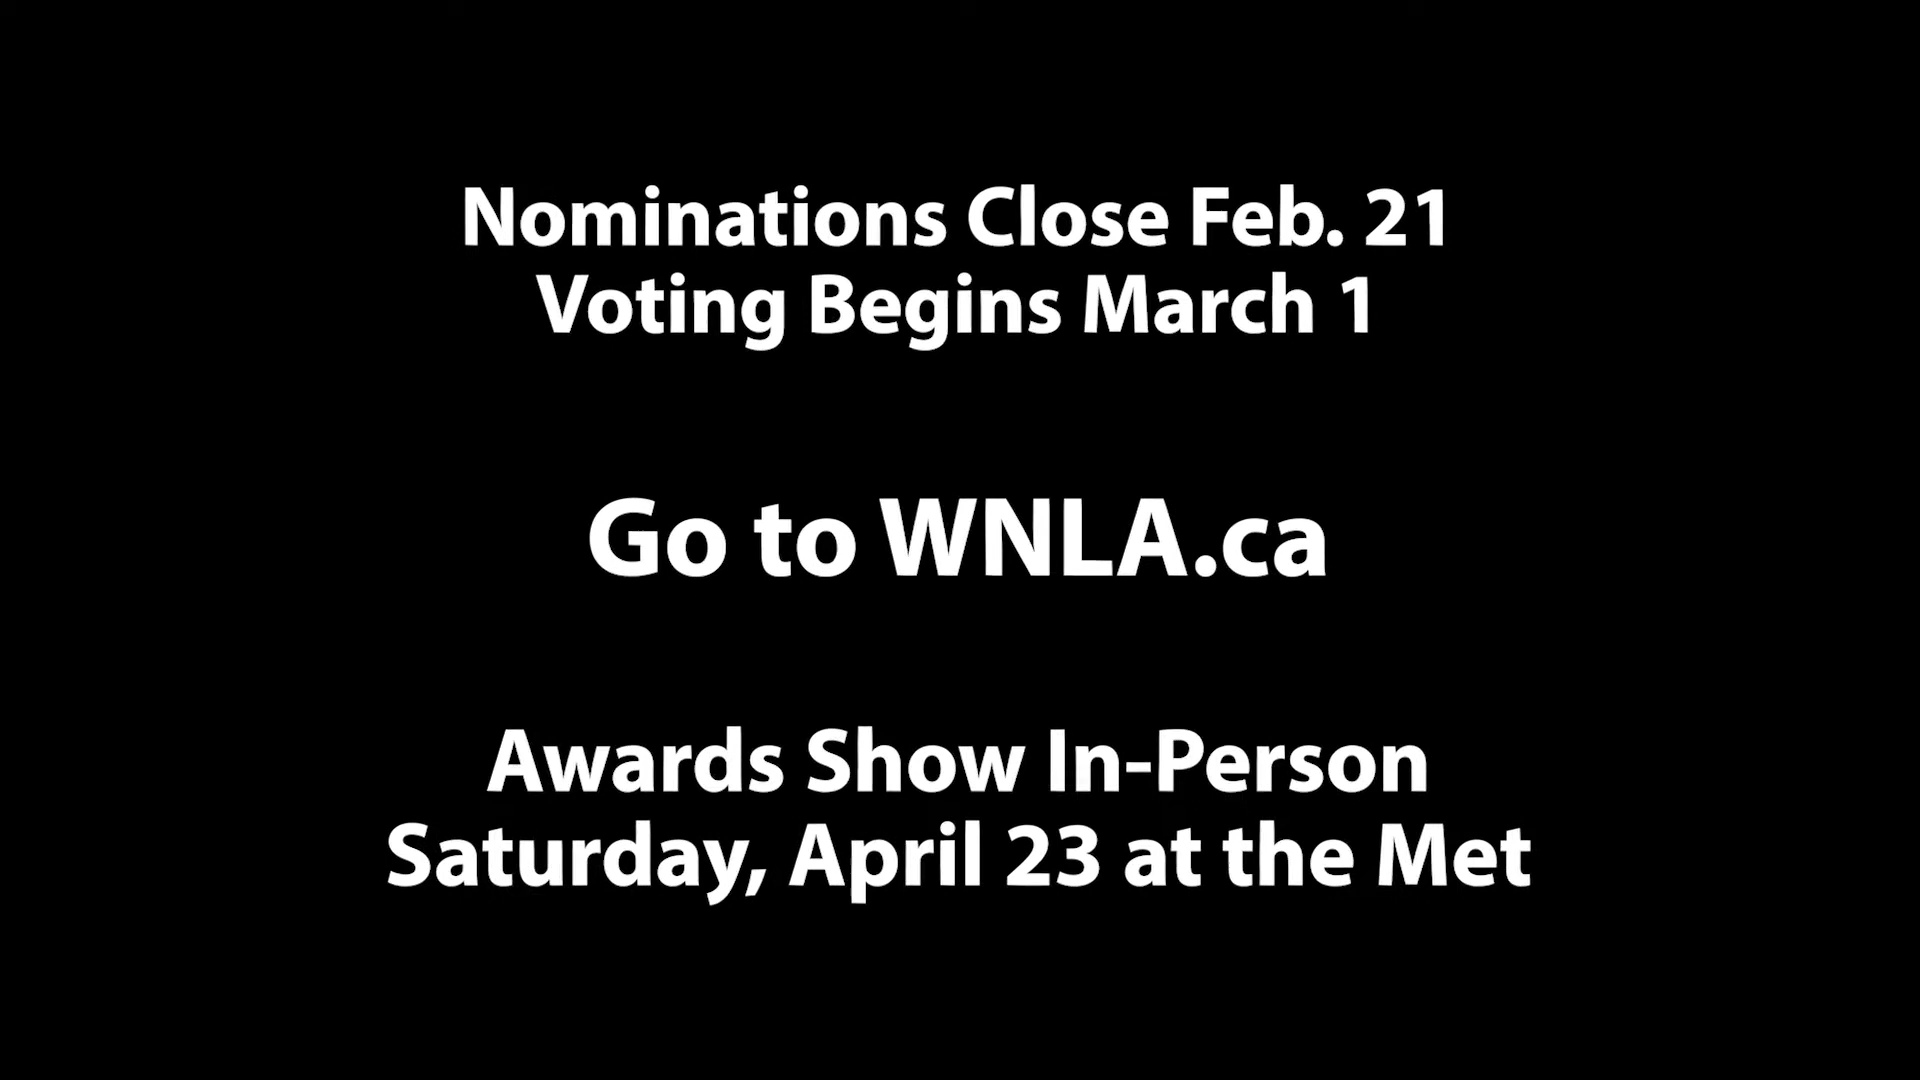 Nominations Close Feb. 21
Voting Begins March 1
Go to WNLA.ca
Awards Show In-Person
Saturday, April 23 at the Met